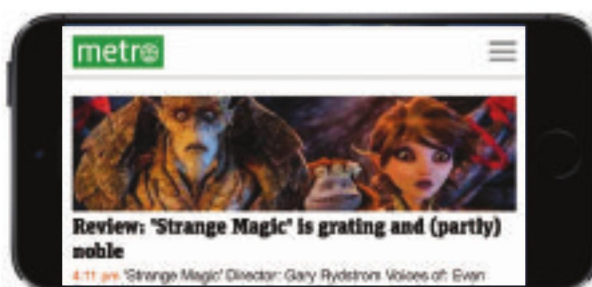 metro
Review: "Strange Magic" is grating and (partly)
noble
4:11 pm 'Strange Magic' Director: Gary Rydstrom Voices of: Evan